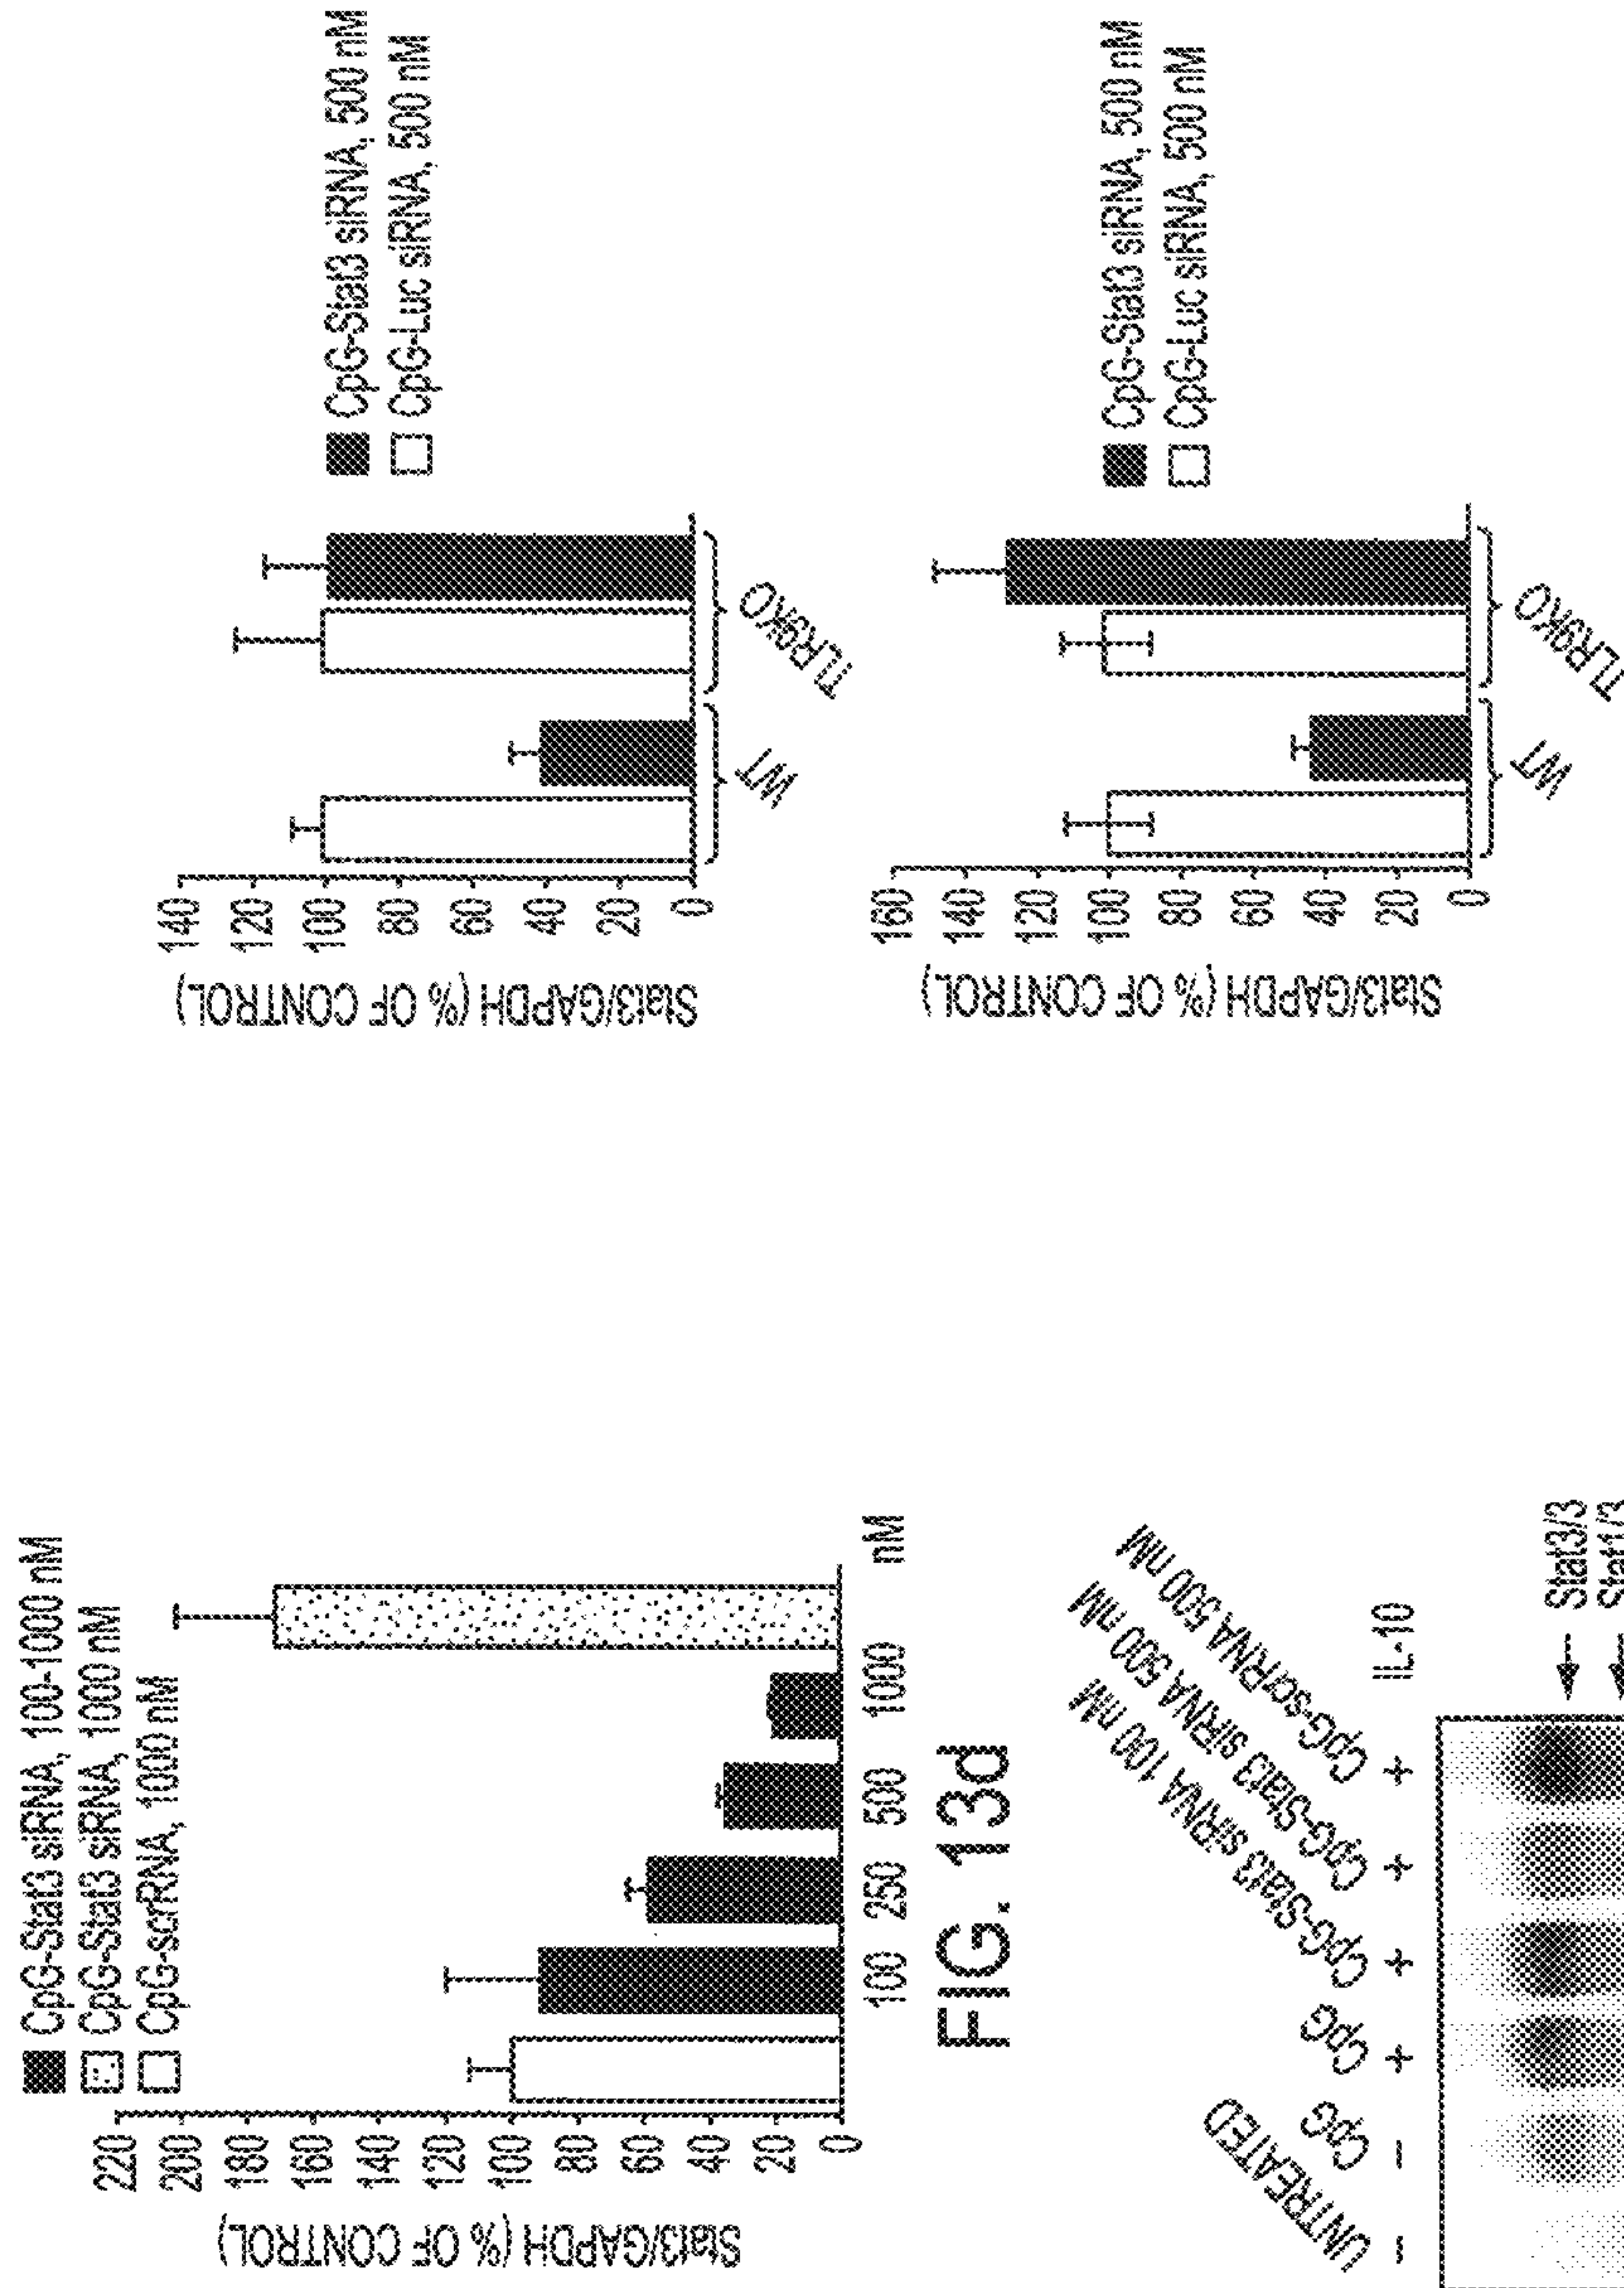 CpG-Stat3 siRNA, 100-1000 nM
CpG-Stat3 siRNA, 1000 nM
CpG-scrRNA, 1000 nM
Stat3/GAPDH (% OF CONTROL)
220
200
180
160
140
120
100
80
60
40
20
0
100 250 500 1000 nM
FIG. 13d
CpG-Stat3 siRNA, 500 nM
CpG-Luc siRNA, 500 nM
Stat3/GAPDH (% OF CONTROL)
140
120
100
80
60
40
20
0
WT TLR9KO
CpG-Stat3 siRNA, 500 nM
CpG-Luc siRNA, 500 nM
Stat3/GAPDH (% OF CONTROL)
160
140
120
100
80
60
40
20
0
WT TLR9KO
UNTREATED
CpG
CpG
CpG-Stat3 siRNA 100 nM
CpG-Stat3 siRNA 500 nM
CpG-scrRNA 500 nM
- - + + + + IL-10
Stat3/3
Stat1/3